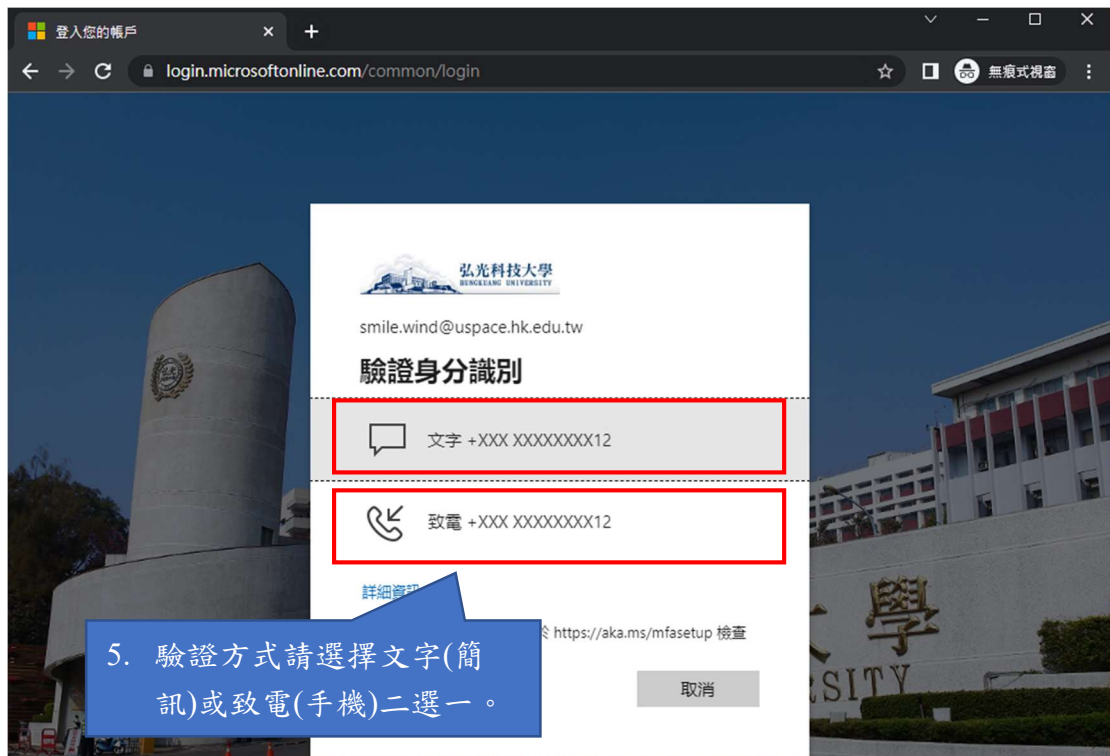 登入您的帳戶
login.microsoftonline.com/common/login
無痕式視窗
弘光科技大學
HUNGKUANG UNIVERSITY
smile.wind@uspace.hk.edu.tw
驗證身分識別
文字 +XXX XXXXXXXX12
致電 +XXX XXXXXXXX12
詳細資訊
https://aka.ms/mfasetup 檢查
5. 驗證方式請選擇文字(簡
訊)或致電(手機)二選一。
取消
大學
SITY